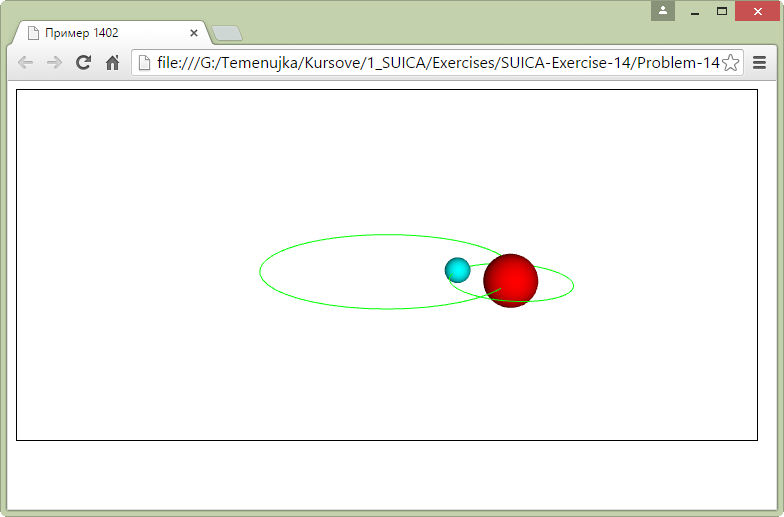 Пример 1402
file:///G:/Temenujka/Kursove/1_SUICA/Exercises/SUICA-Exercise-14/Problem-14